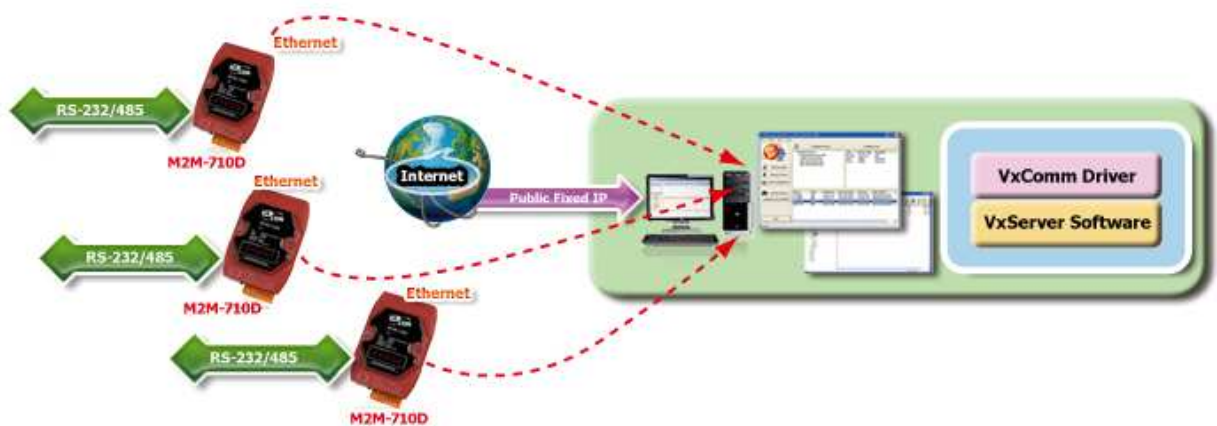 Ethernet
RS-232/485
M2M-710D
Ethernet
Internet
Public Fixed IP
VxComm Driver
VxServer Software
RS-232/485
M2M-710D
Ethernet
RS-232/485
M2M-710D